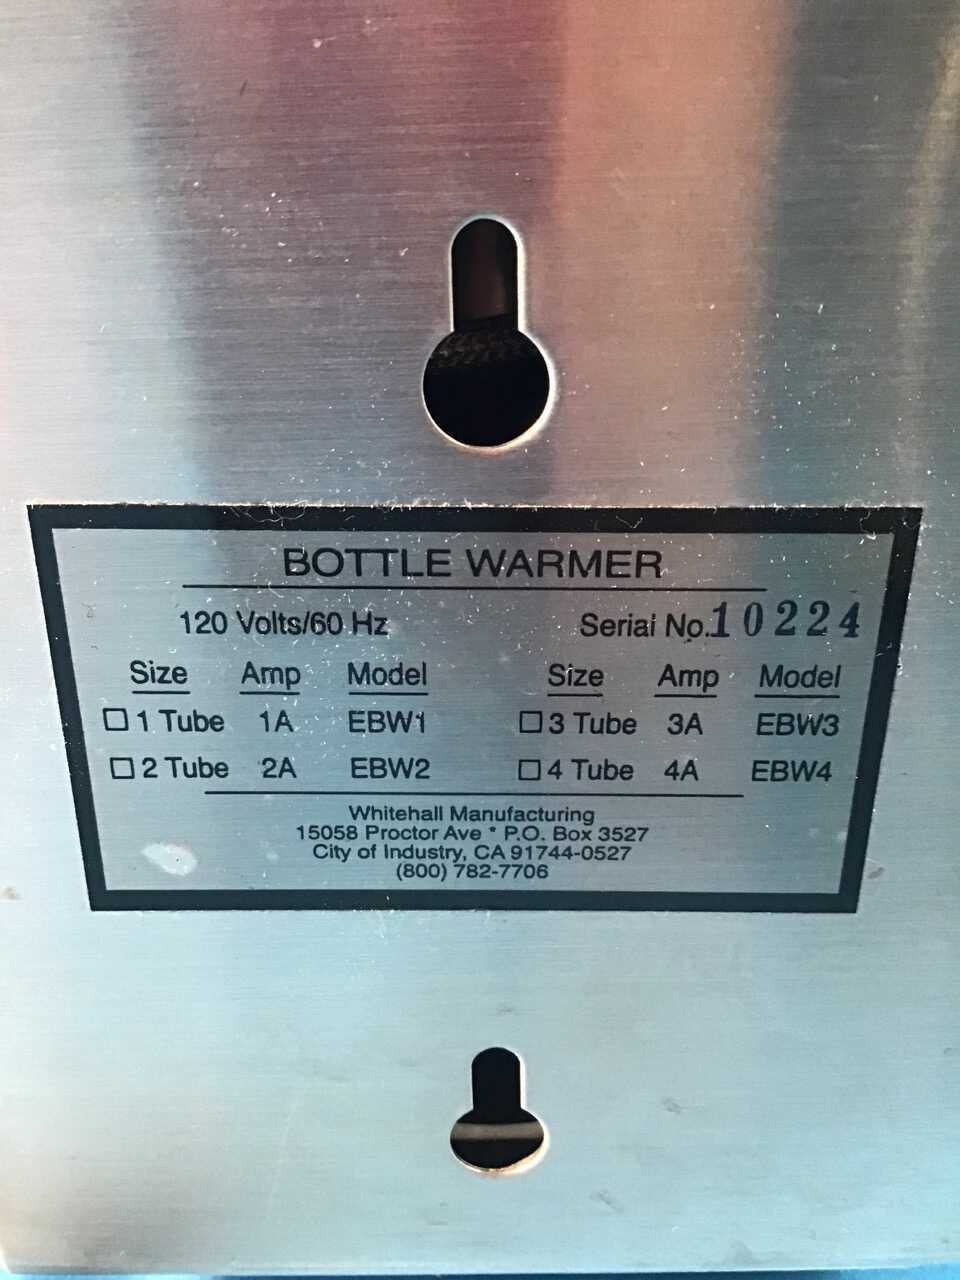 BOTTLE WARMER
120 Volts/60 Hz Serial No. 10224
Size Amp Model Size Amp Model
☐ 1 Tube 1A EBW1 ☐ 3 Tube 3A EBW3
☐ 2 Tube 2A EBW2 ☐ 4 Tube 4A EBW4
Whitehall Manufacturing
15058 Proctor Ave * P.O. Box 3527
City of Industry, CA 91744-0527
(800) 782-7706